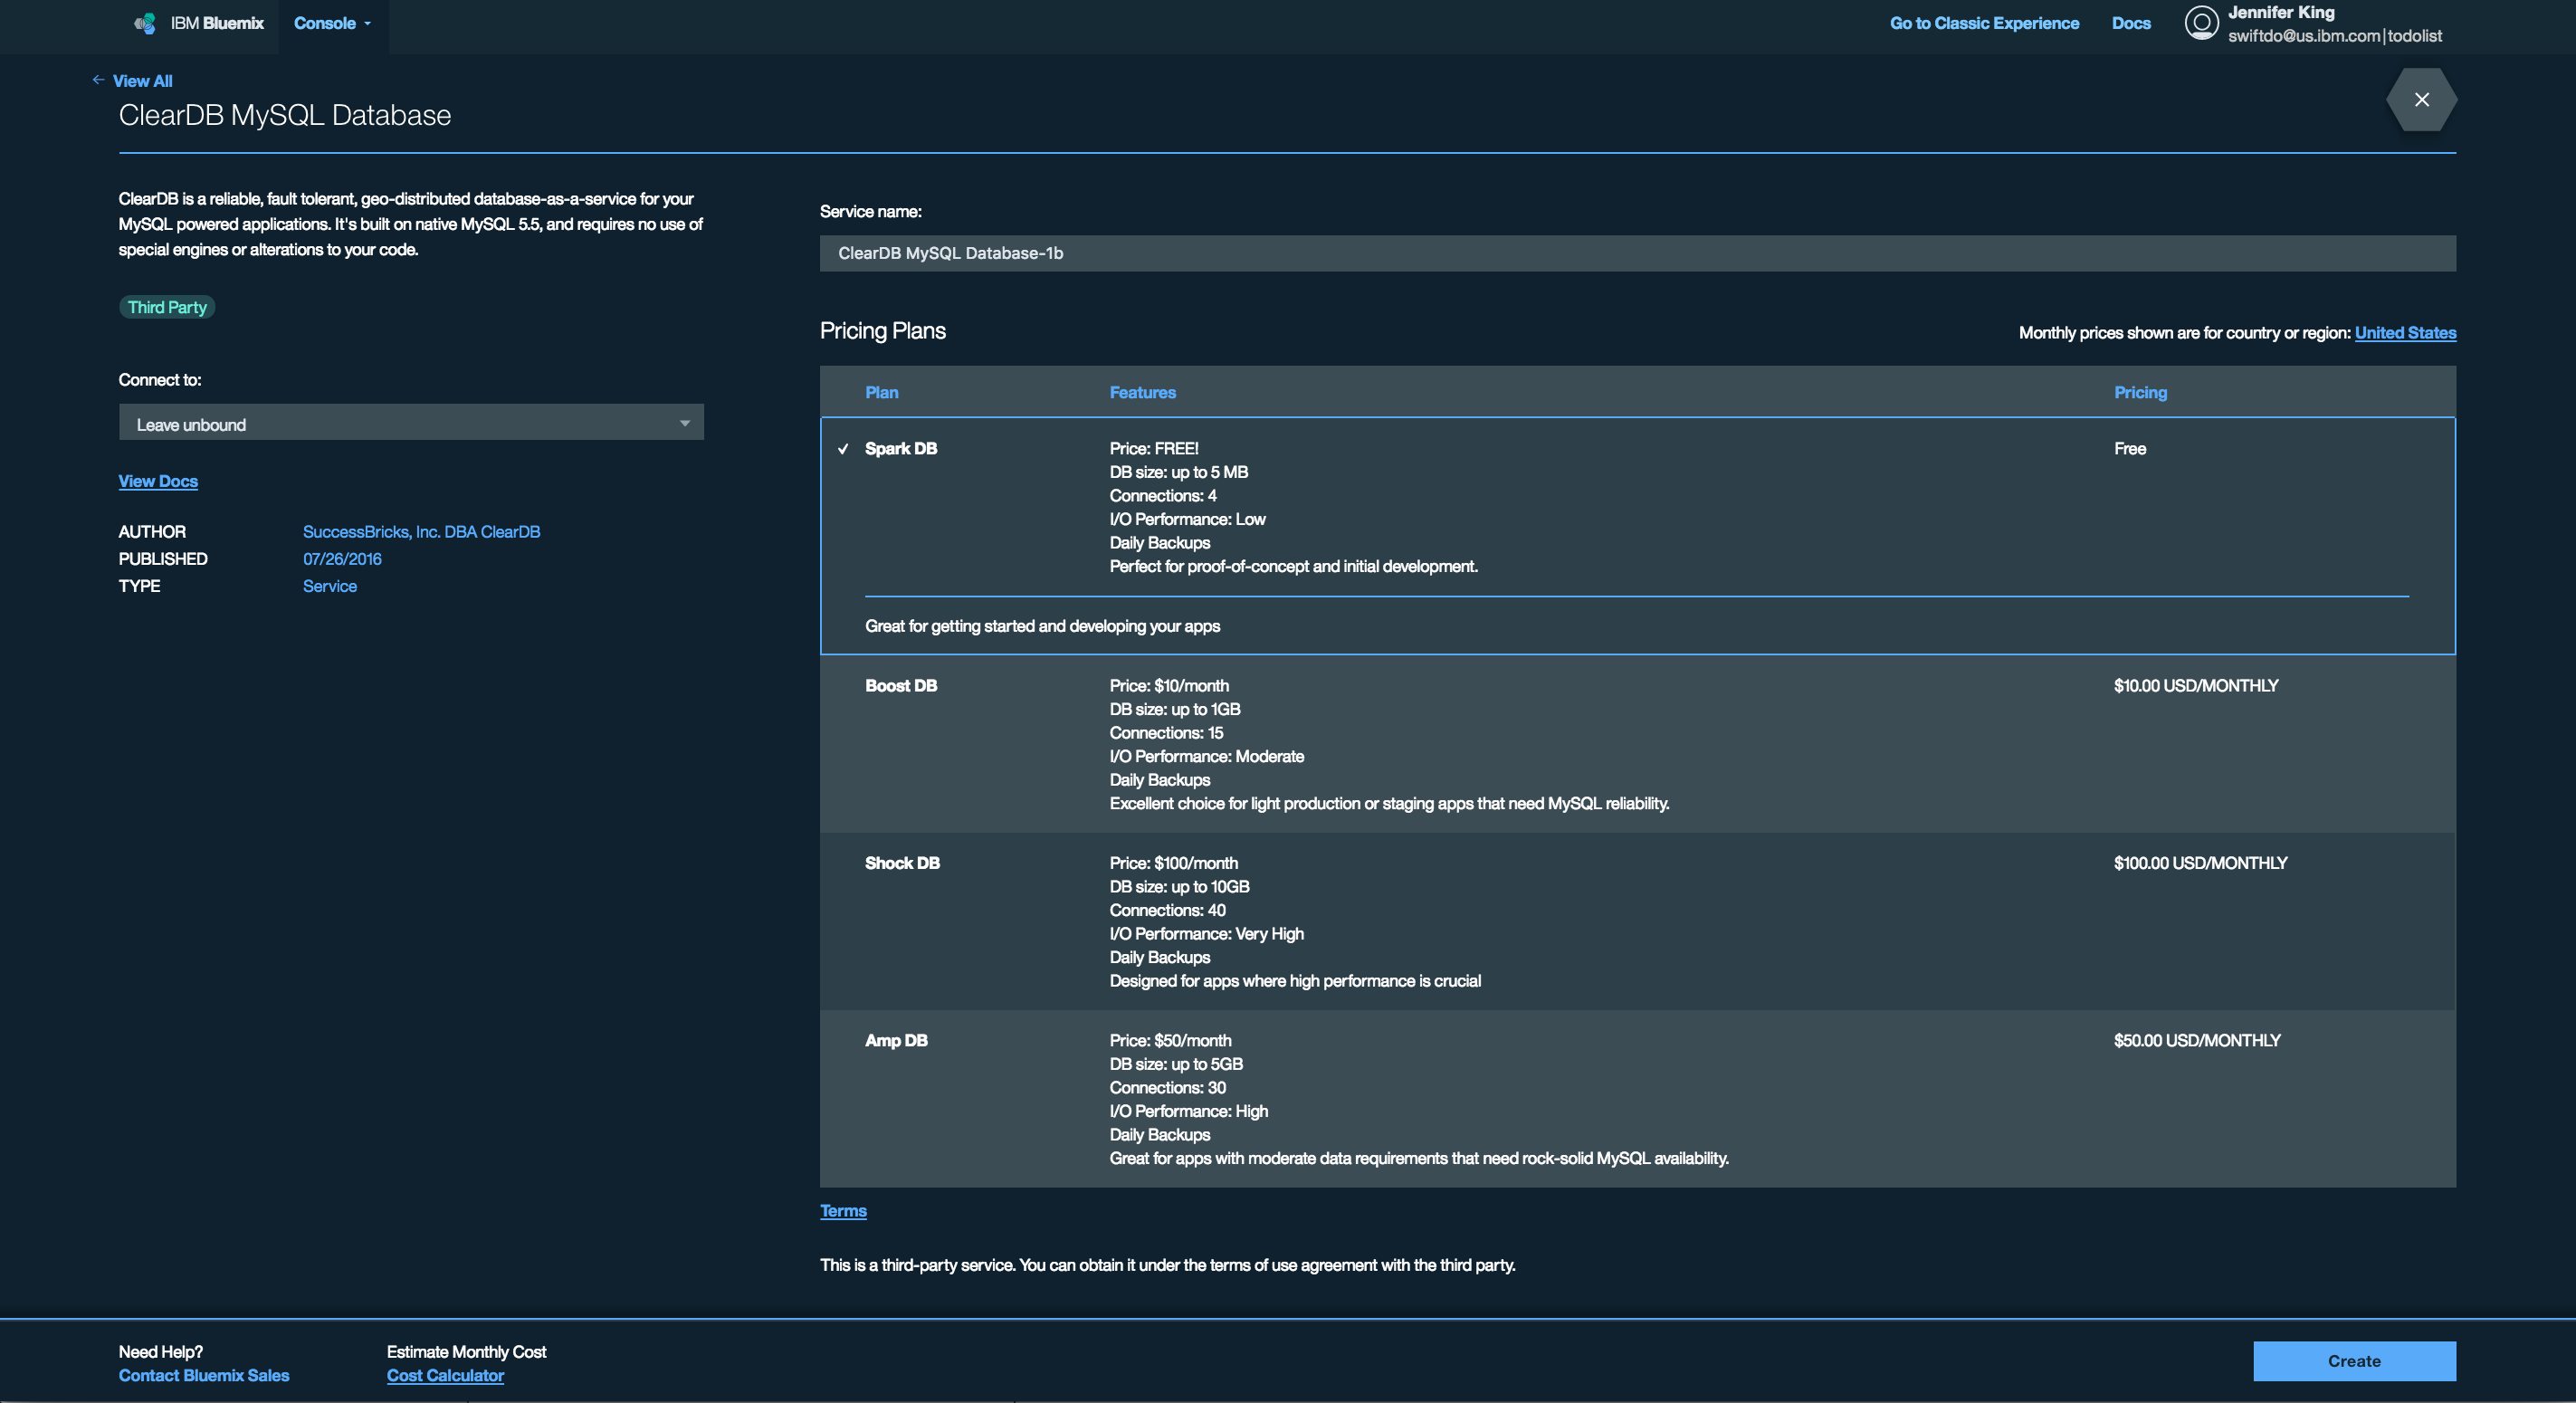 IBM Bluemix
Console
Go to Classic Experience
Docs
Jennifer King
swiftdo@us.ibm.com|todolist
← View All
ClearDB MySQL Database
ClearDB is a reliable, fault tolerant, geo-distributed database-as-a-service for your
MySQL powered applications. It's built on native MySQL 5.5, and requires no use of
special engines or alterations to your code.
Third Party
Connect to:
Leave unbound
View Docs
AUTHOR SuccessBricks, Inc. DBA ClearDB
PUBLISHED 07/26/2016
TYPE Service
Service name:
ClearDB MySQL Database-1b
Pricing Plans
Monthly prices shown are for country or region: United States
Plan Features Pricing
✓ Spark DB Price: FREE! Free
DB size: up to 5 MB
Connections: 4
I/O Performance: Low
Daily Backups
Perfect for proof-of-concept and initial development.
Great for getting started and developing your apps
Boost DB Price: $10/month $10.00 USD/MONTHLY
DB size: up to 1GB
Connections: 15
I/O Performance: Moderate
Daily Backups
Excellent choice for light production or staging apps that need MySQL reliability.
Shock DB Price: $100/month $100.00 USD/MONTHLY
DB size: up to 10GB
Connections: 40
I/O Performance: Very High
Daily Backups
Designed for apps where high performance is crucial
Amp DB Price: $50/month $50.00 USD/MONTHLY
DB size: up to 5GB
Connections: 30
I/O Performance: High
Daily Backups
Great for apps with moderate data requirements that need rock-solid MySQL availability.
Terms
This is a third-party service. You can obtain it under the terms of use agreement with the third party.
Need Help?
Contact Bluemix Sales
Estimate Monthly Cost
Cost Calculator
Create